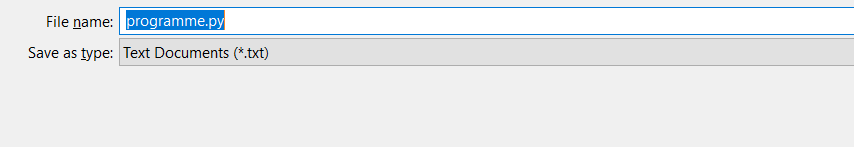 File name: programme.py
Save as type: Text Documents (*.txt)